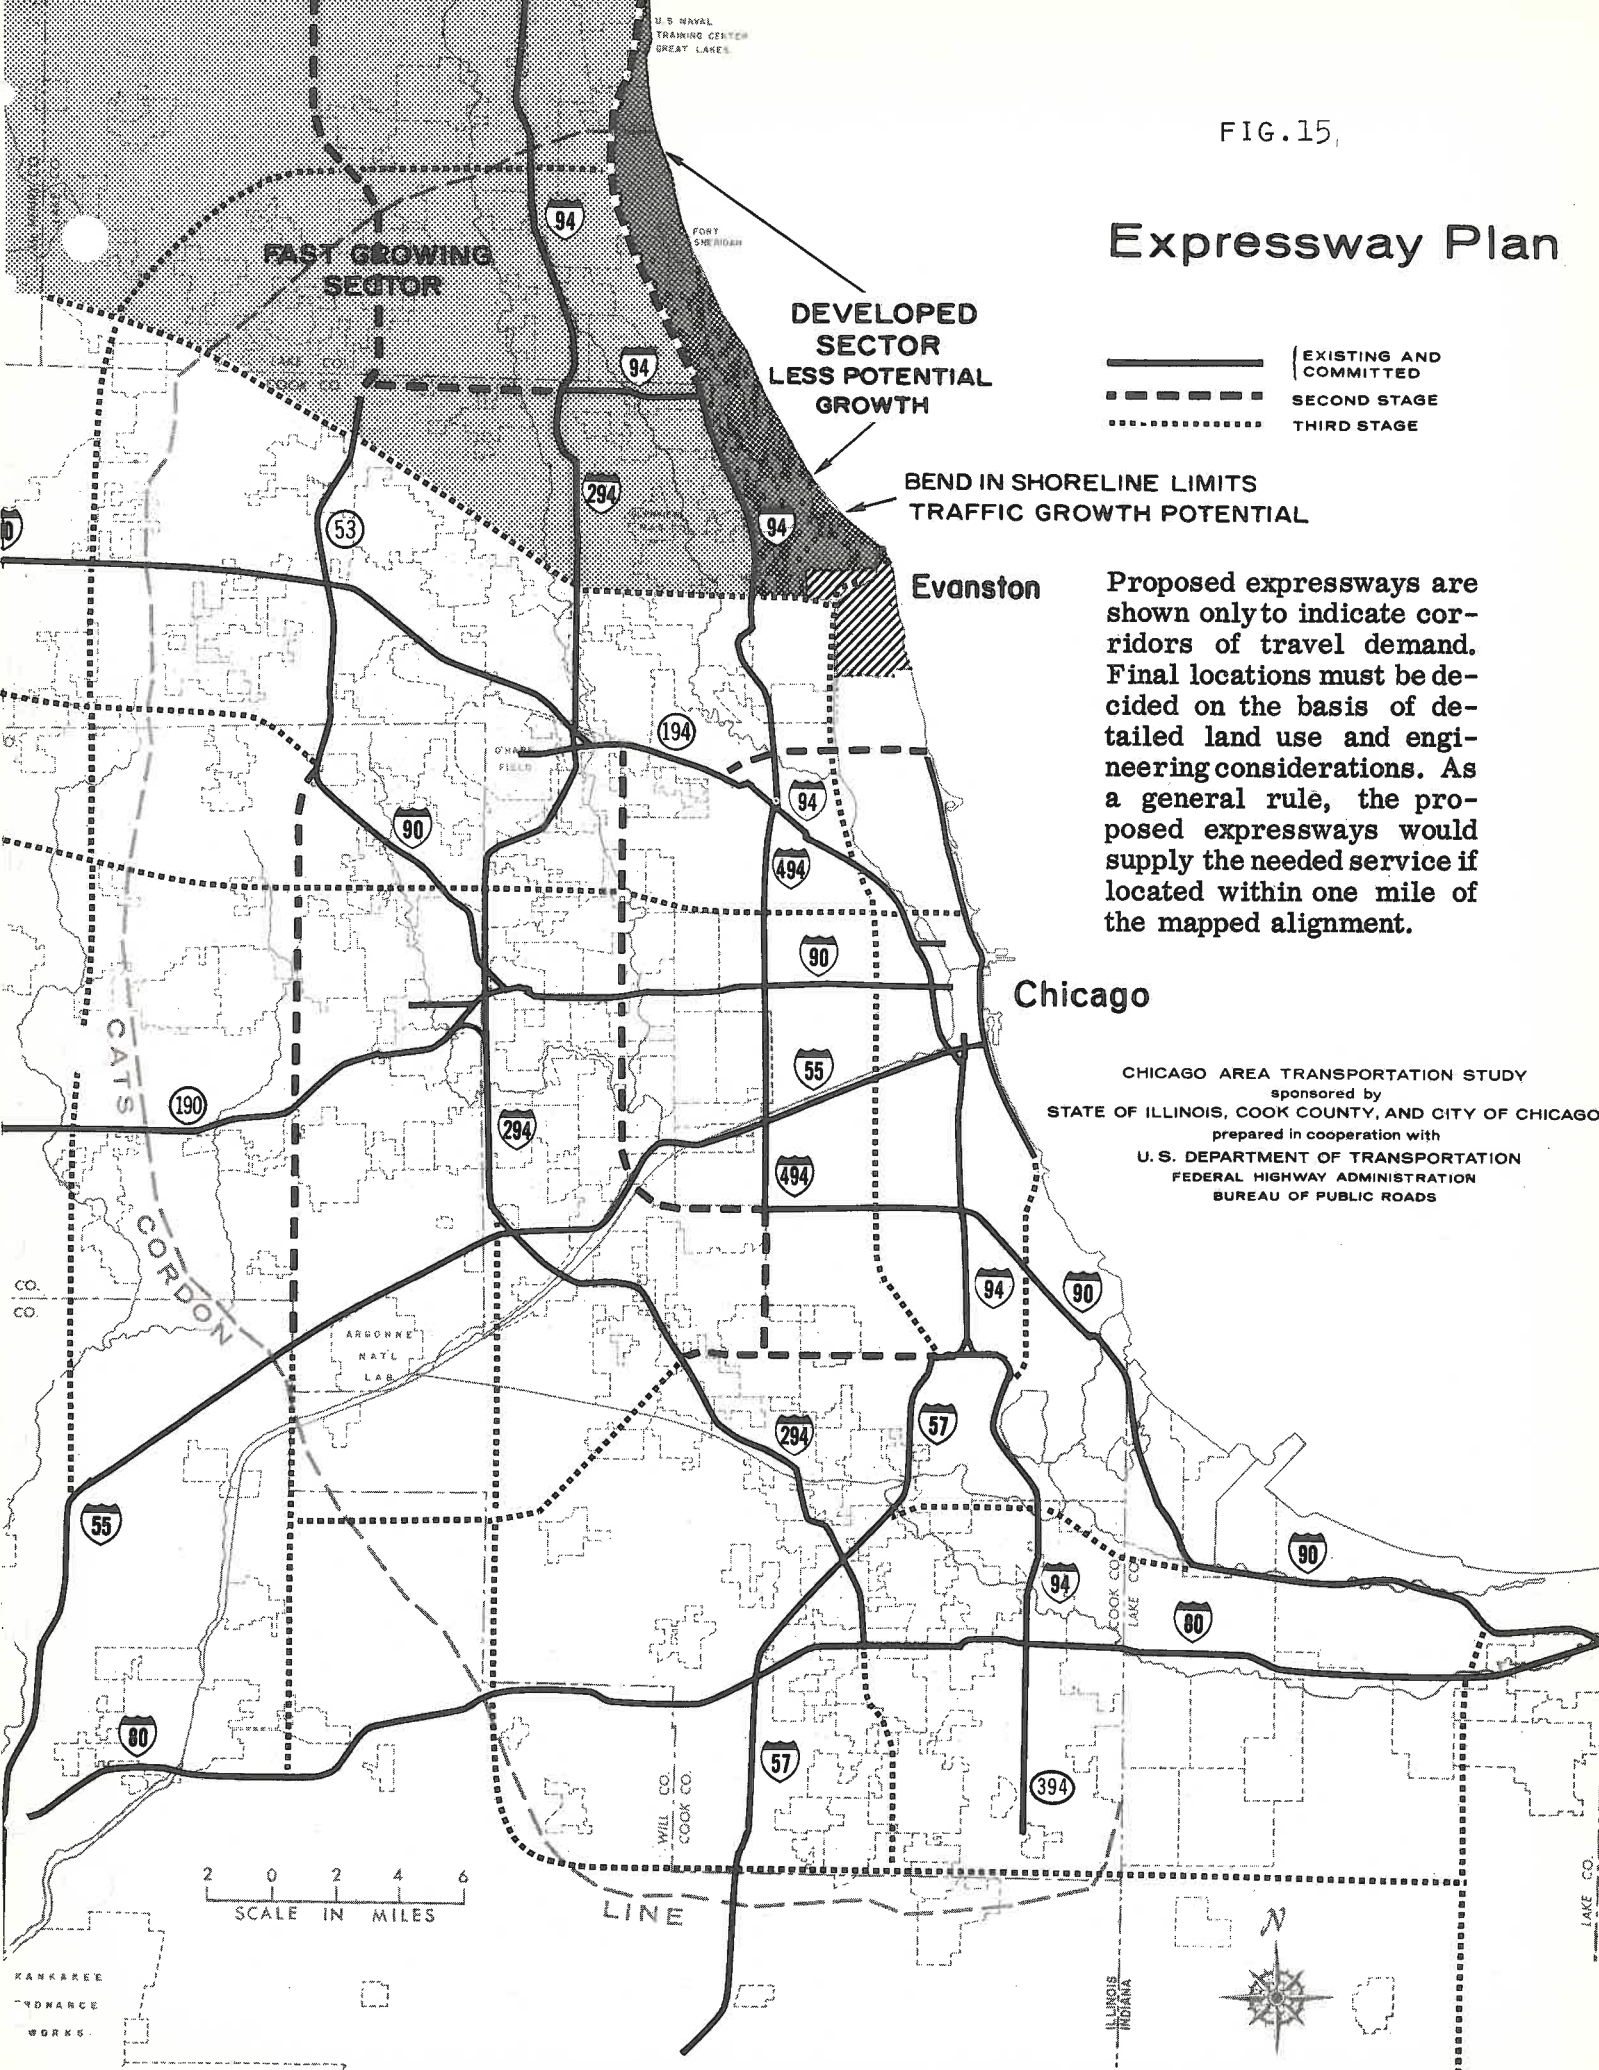 U.S. NAVAL
TRAINING CENTER
GREAT LAKES
FIG.15
Expressway Plan
FORT
SHERIDAN
FAST GROWING
SECTOR
94
DEVELOPED
SECTOR
LESS POTENTIAL
GROWTH
EXISTING AND
COMMITTED
SECOND STAGE
THIRD STAGE
LAKE CO.
COOK CO.
94
BEND IN SHORELINE LIMITS
TRAFFIC GROWTH POTENTIAL
294
53
94
Evanston
Proposed expressways are
shown only to indicate cor-
ridors of travel demand.
Final locations must be de-
cided on the basis of de-
tailed land use and engi-
neering considerations. As
a general rule, the pro-
posed expressways would
supply the needed service if
located within one mile of
the mapped alignment.
194
O'HARE
FIELD
94
90
494
90
Chicago
CATS
55
190
294
CHICAGO AREA TRANSPORTATION STUDY
sponsored by
STATE OF ILLINOIS, COOK COUNTY, AND CITY OF CHICAGO
prepared in cooperation with
U.S. DEPARTMENT OF TRANSPORTATION
FEDERAL HIGHWAY ADMINISTRATION
BUREAU OF PUBLIC ROADS
494
CORDON
CO.
CO.
94
90
ARGONNE
NAT'L
LAB
294
57
55
90
94
COOK CO.
LAKE CO.
80
80
57
394
WILL CO.
COOK CO.
2 0 2 4 6
SCALE IN MILES
LINE
LAKE CO.
N
KANKAKEE
ORDNANCE
WORKS
ILLINOIS
INDIANA